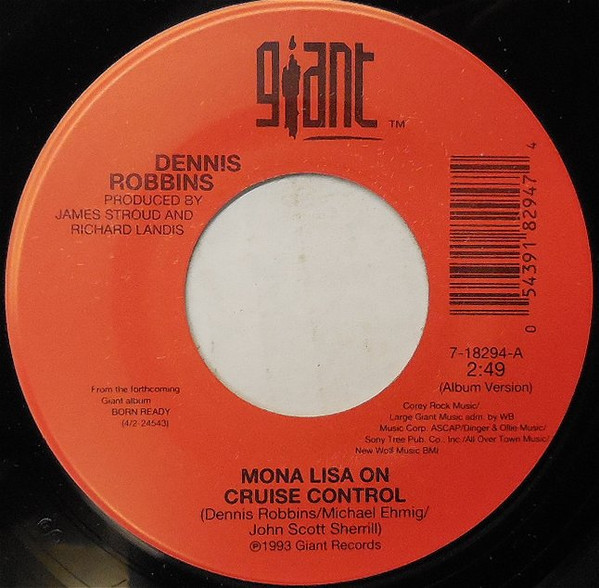 giant
TM
DENNIS
ROBBINS
PRODUCED BY
JAMES STROUD AND
RICHARD LANDIS
0 54391 82947 4
7-18294-A
2:49
(Album Version)
From the forthcoming
Giant album
BORN READY
(4/2-24543)
Corey Rock Music/
Large Giant Music adm. by WB
Music Corp. ASCAP/Dinger & Ollie Music/
Sony Tree Pub. Co., Inc./All Over Town Music/
New Wolf Music BMI
MONA LISA ON
CRUISE CONTROL
(Dennis Robbins/Michael Ehmig/
John Scott Sherrill)
℗1993 Giant Records